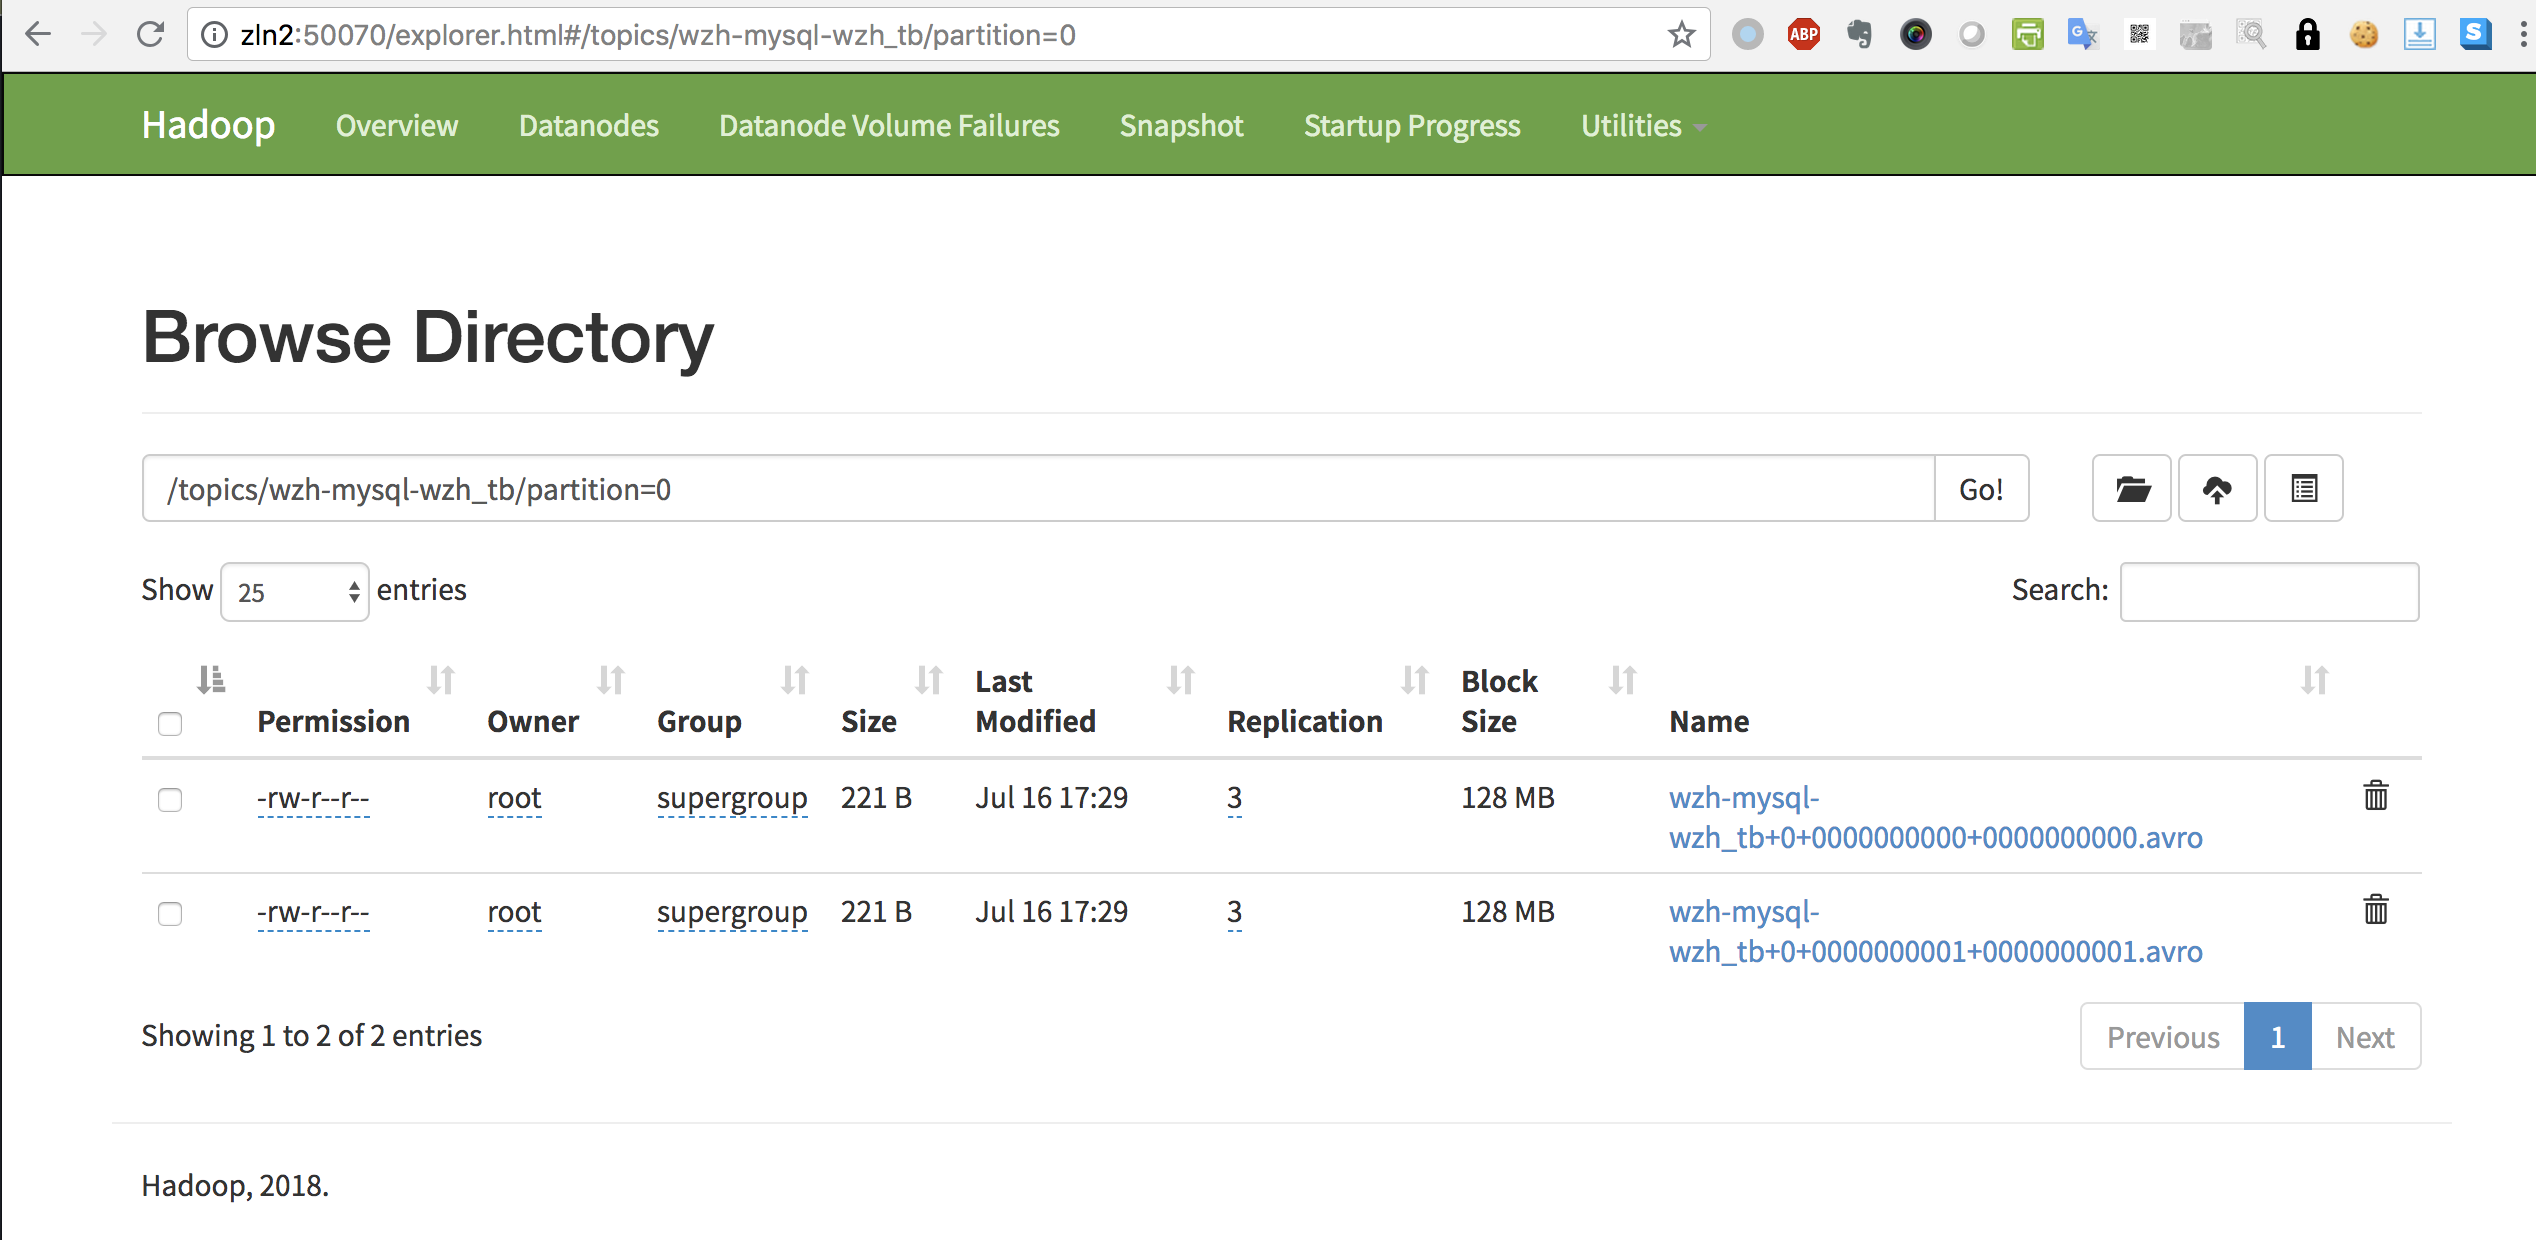 zln2:50070/explorer.html#/topics/wzh-mysql-wzh_tb/partition=0
ABP
G
S
Hadoop Overview Datanodes Datanode Volume Failures Snapshot Startup Progress Utilities
Browse Directory
/topics/wzh-mysql-wzh_tb/partition=0 Go!
Show 25 entries Search:
Permission Owner Group Size Last Modified Replication Block Size Name
-rw-r--r-- root supergroup 221 B Jul 16 17:29 3 128 MB wzh-mysql-
wzh_tb+0+0000000000+0000000000.avro
-rw-r--r-- root supergroup 221 B Jul 16 17:29 3 128 MB wzh-mysql-
wzh_tb+0+0000000001+0000000001.avro
Showing 1 to 2 of 2 entries Previous 1 Next
Hadoop, 2018.